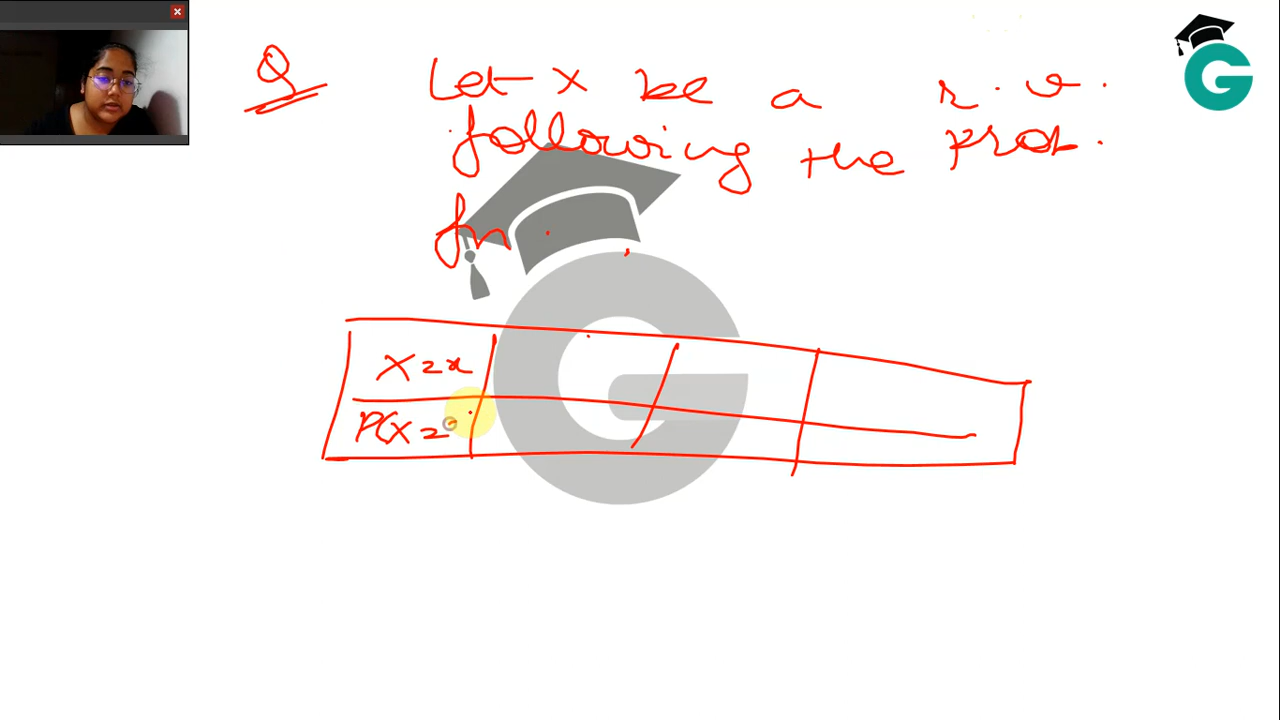 Q Let X be a r.v.
following the prob.
fn.
X=x
P(X=